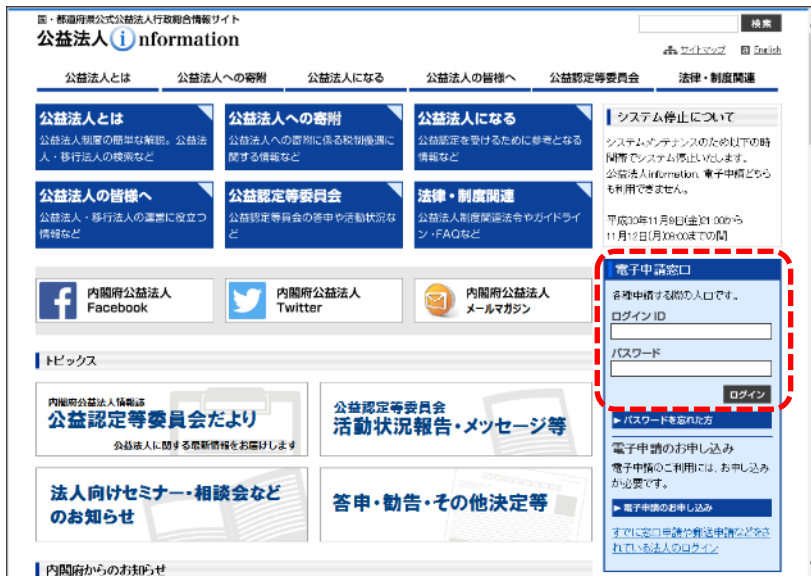 国・都道府県公式公益法人行政総合情報サイト
公益法人 information
検索
サイトマップ English
公益法人とは 公益法人への寄附 公益法人になる 公益法人の皆様へ 公益認定等委員会 法律・制度関連
公益法人とは
公益法人制度の簡単な解説。公益法
人・移行法人の検索など
公益法人への寄附
公益法人への寄附に係る税制優遇に
関する情報など
公益法人になる
公益認定を受けるために参考となる
情報など
公益法人の皆様へ
公益法人・移行法人の運営に役立つ
情報など
公益認定等委員会
公益認定等委員会の答申や活動状況な
ど
法律・制度関連
公益法人制度関連法令やガイドライ
ン・FAQなど
内閣府公益法人
Facebook
内閣府公益法人
Twitter
内閣府公益法人
メールマガジン
トピックス
内閣府公益法人情報誌
公益認定等委員会だより
公益法人に関する最新情報をお届けします
公益認定等委員会
活動状況報告・メッセージ等
法人向けセミナー・相談会など
のお知らせ
答申・勧告・その他決定等
内閣府からのお知らせ
システム停止について
システムメンテナンスのため以下の時
間帯でシステム停止いたします。
公益法人information、電子申請どちら
も利用できません。
平成30年11月9日(金)21:00から
11月12日(月)09:00までの間
電子申請窓口
各種申請する際の入口です。
ログインID
パスワード
ログイン
パスワードを忘れた方
電子申請のお申し込み
電子申請のご利用には、お申し込み
が必要です。
電子申請のお申し込み
すでに窓口申請や郵送申請などをさ
れている法人のログイン